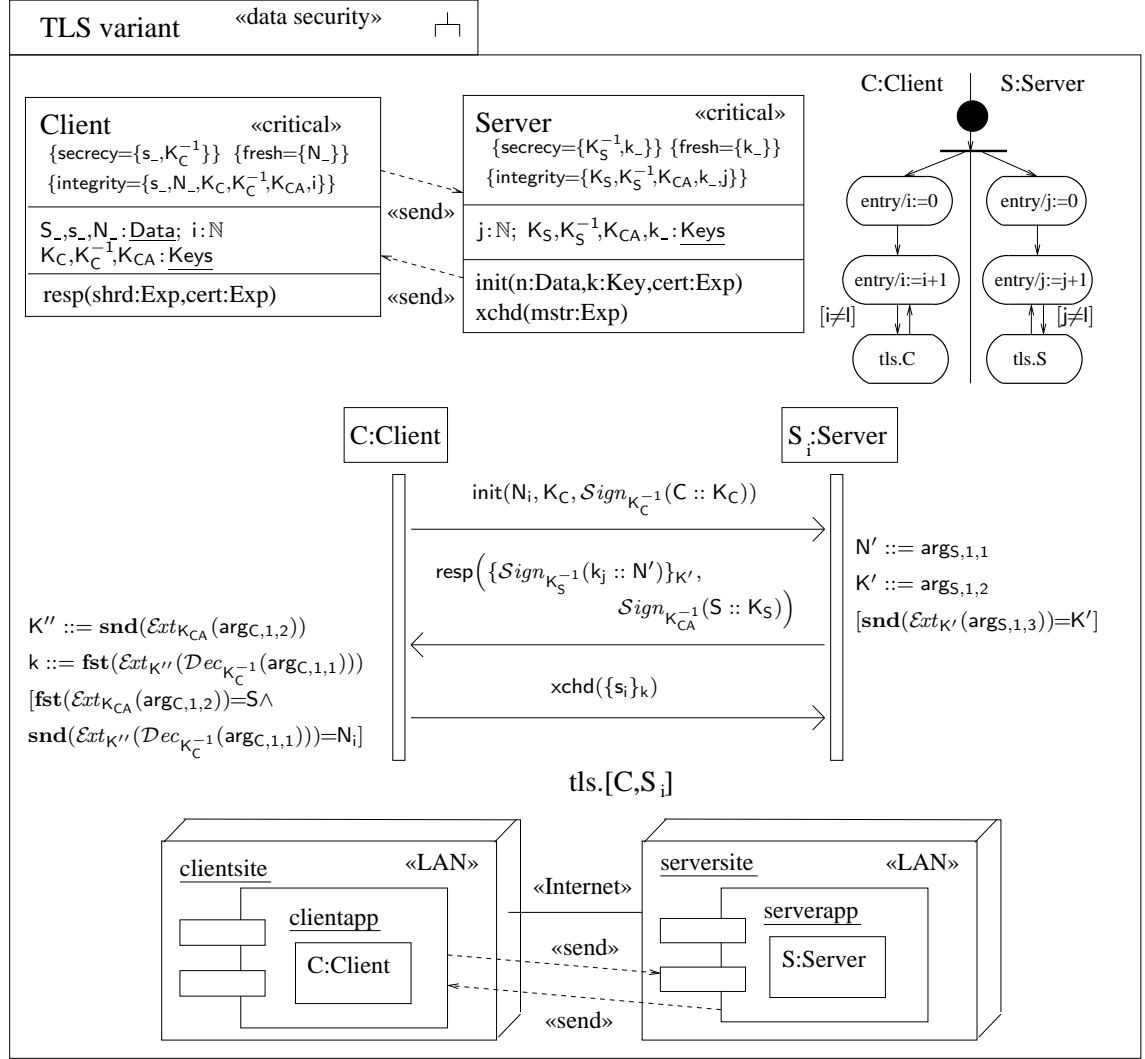 TLS variant «data security»
Client «critical»
{secrecy={s_,K_C^{-1}}} {fresh={N_}}
{integrity={s_,N_,K_C,K_C^{-1},K_CA,i}}
S_,s_,N_:Data; i:ℕ
K_C,K_C^{-1},K_CA:Keys
resp(shrd:Exp,cert:Exp)
«send»
«send»
Server «critical»
{secrecy={K_S^{-1},k_}} {fresh={k_}}
{integrity={K_S,K_S^{-1},K_CA,k_,j}}
j:ℕ; K_S,K_S^{-1},K_CA,k_:Keys
init(n:Data,k:Key,cert:Exp)
xchd(mstr:Exp)
C:Client S:Server
entry/i:=0 entry/j:=0
entry/i:=i+1 entry/j:=j+1
[i≠l] [j≠l]
tls.C tls.S
C:Client S_i:Server
init(N_i, K_C, Sign_{K_C^{-1}}(C :: K_C))
N′ ::= arg_{S,1,1}
K′ ::= arg_{S,1,2}
[snd(Ext_{K′}(arg_{S,1,3}))=K′]
resp({Sign_{K_S^{-1}}(k_j :: N′)}_{K′},
Sign_{K_CA^{-1}}(S :: K_S))
K′′ ::= snd(Ext_{K_CA}(arg_{C,1,2}))
k ::= fst(Ext_{K′′}(Dec_{K_C^{-1}}(arg_{C,1,1})))
[fst(Ext_{K_CA}(arg_{C,1,2}))=S∧
snd(Ext_{K′′}(Dec_{K_C^{-1}}(arg_{C,1,1})))=N_i]
xchd({s_i}_k)
tls.[C,S_i]
clientsite «LAN»
clientapp
C:Client
«Internet»
«send»
«send»
serversite «LAN»
serverapp
S:Server